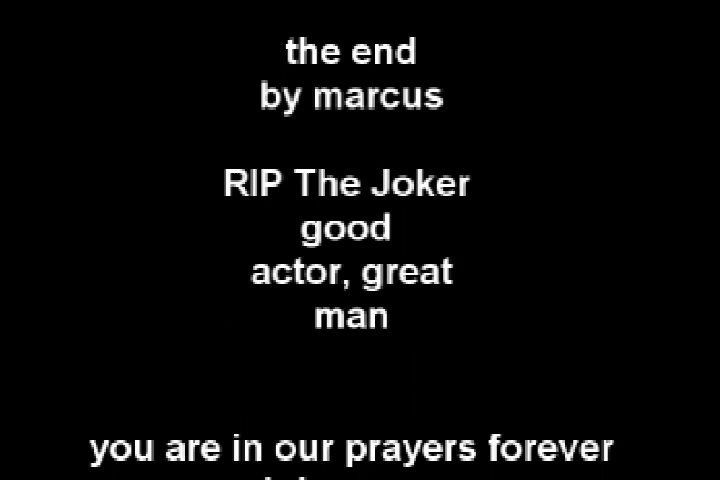 the end
by marcus
RIP The Joker
good
actor, great
man
you are in our prayers forever